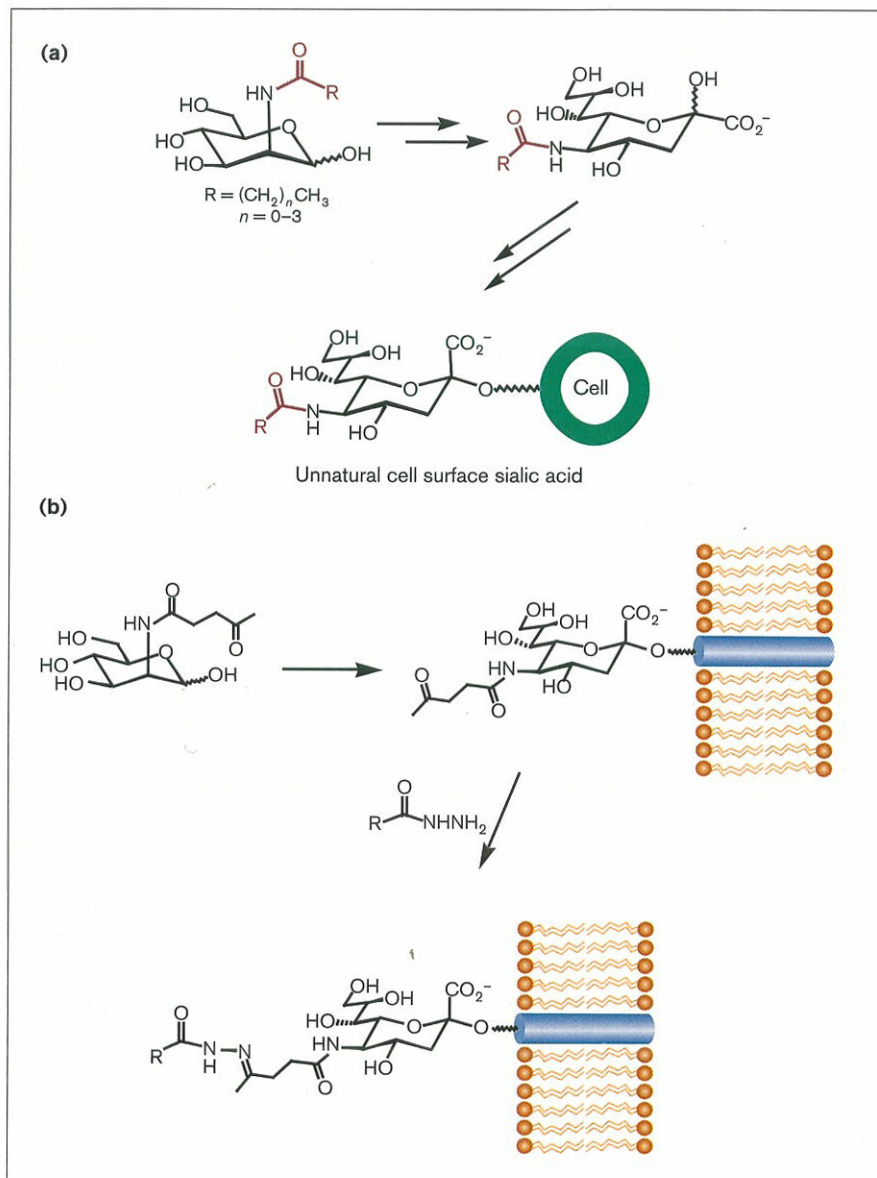 (a)
O
HN
R
HO
HO
HO
O
OH
R = (CH₂)ₙCH₃
n = 0–3
OH
OH
OH
HO
O
CO₂⁻
O
R
N
H
HO
OH
OH
CO₂⁻
HO
O
O
Cell
O
R
N
H
HO
Unnatural cell surface sialic acid
(b)
O
HN
O
HO
HO
HO
O
OH
OH
OH
CO₂⁻
HO
O
O
H
N
O
O
HO
O
R
NHNH₂
OH
OH
CO₂⁻
HO
O
O
O
R
N
H
N
H
N
O
HO